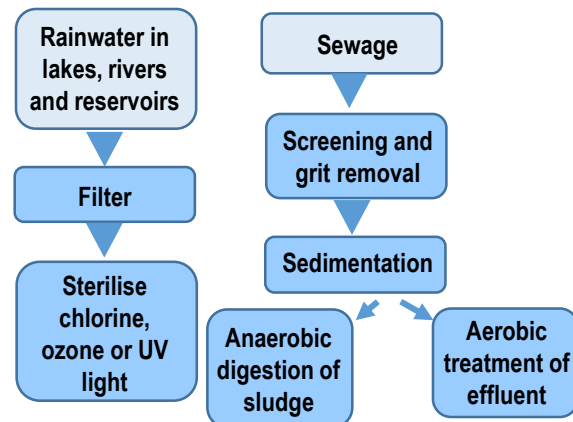 Rainwater in
lakes, rivers
and reservoirs
Filter
Sterilise
chlorine,
ozone or UV
light
Sewage
Screening and
grit removal
Sedimentation
Anaerobic
digestion of
sludge
Aerobic
treatment of
effluent